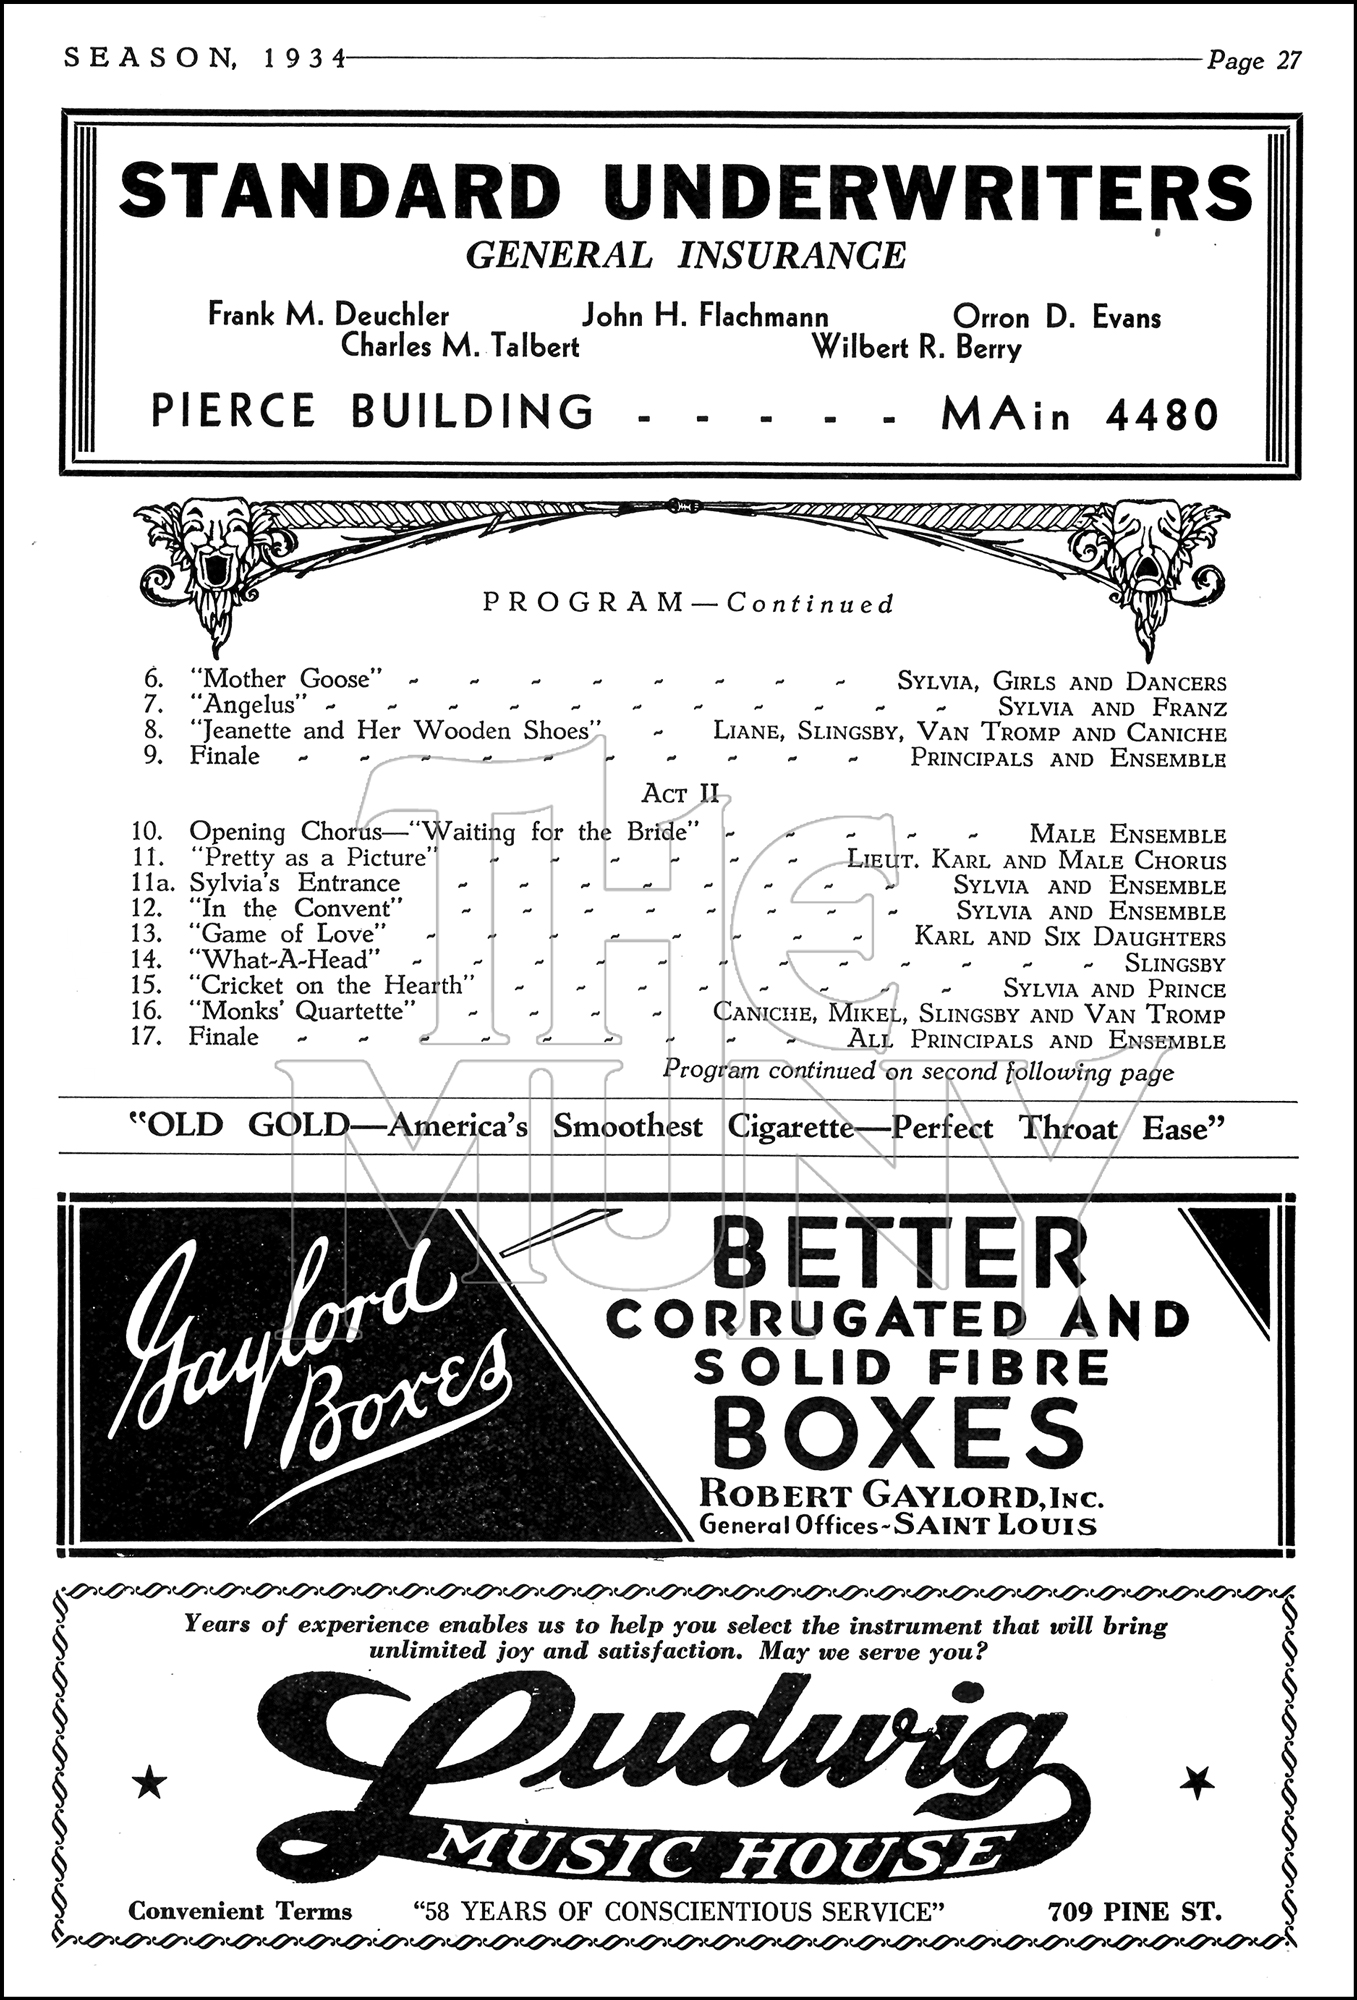 SEASON, 1934 Page 27
STANDARD UNDERWRITERS
GENERAL INSURANCE
Frank M. Deuchler John H. Flachmann Orron D. Evans
Charles M. Talbert Wilbert R. Berry
PIERCE BUILDING - - - - - MAin 4480
PROGRAM—Continued
6. "Mother Goose" - - - - - - - - SYLVIA, GIRLS AND DANCERS
7. "Angelus" - - - - - - - - - - - SYLVIA AND FRANZ
8. "Jeanette and Her Wooden Shoes" - LIANE, SLINGSBY, VAN TROMP AND CANICHE
9. Finale - - - - - - - - - - PRINCIPALS AND ENSEMBLE
ACT II
10. Opening Chorus—"Waiting for the Bride" - - - - - MALE ENSEMBLE
11. "Pretty as a Picture" - - - - - - LIEUT. KARL AND MALE CHORUS
11a. Sylvia's Entrance - - - - - - - - SYLVIA AND ENSEMBLE
12. "In the Convent" - - - - - - - - SYLVIA AND ENSEMBLE
13. "Game of Love" - - - - - - - - KARL AND SIX DAUGHTERS
14. "What-A-Head" - - - - - - - - - - - - SLINGSBY
15. "Cricket on the Hearth" - - - - - - - - SYLVIA AND PRINCE
16. "Monks' Quartette" - - - - CANICHE, MIKEL, SLINGSBY AND VAN TROMP
17. Finale - - - - - - - - - ALL PRINCIPALS AND ENSEMBLE
Program continued on second following page
"OLD GOLD—America's Smoothest Cigarette—Perfect Throat Ease"
THE
MUNY
Gaylord
Boxes
BETTER
CORRUGATED AND
SOLID FIBRE
BOXES
ROBERT GAYLORD, INC.
General Offices-SAINT LOUIS
Years of experience enables us to help you select the instrument that will bring
unlimited joy and satisfaction. May we serve you?
Ludwig
MUSIC HOUSE
Convenient Terms "58 YEARS OF CONSCIENTIOUS SERVICE" 709 PINE ST.